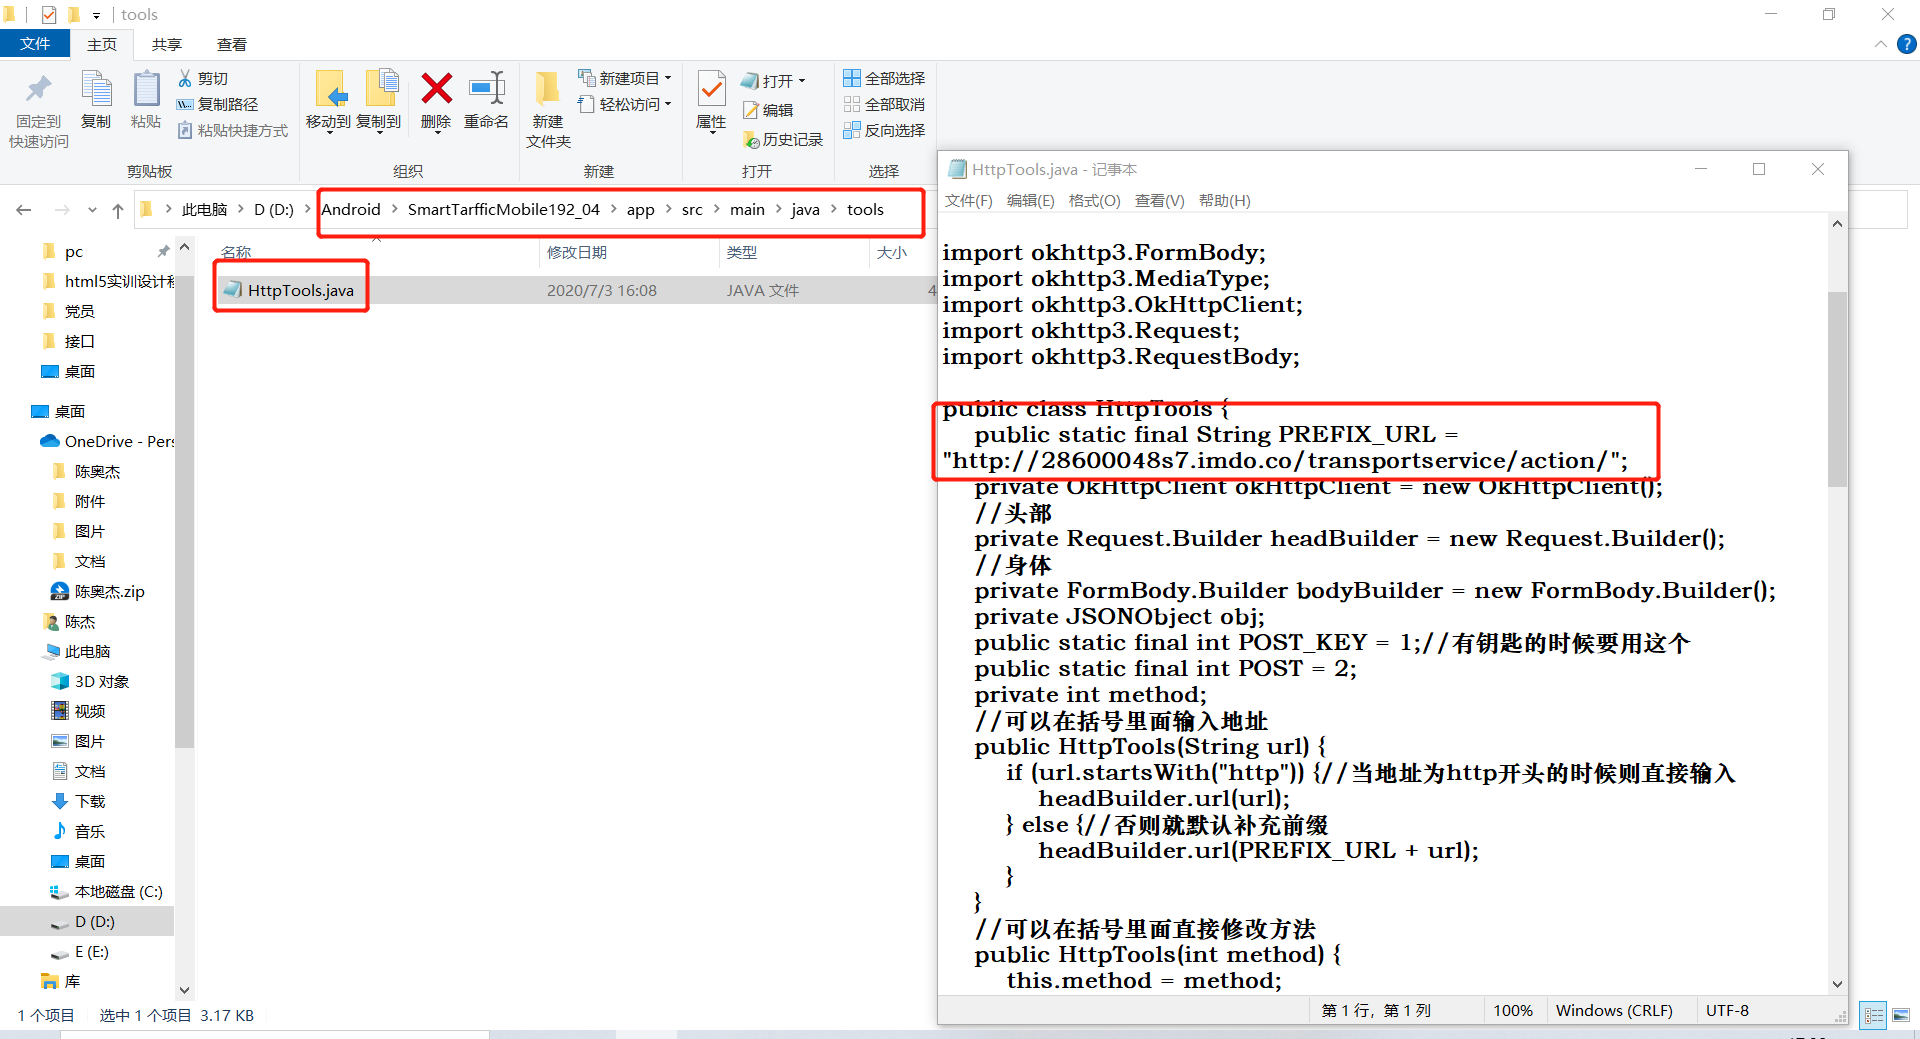 tools
文件 主页 共享 查看
固定到
快速访问
复制
粘贴
剪切
复制路径
粘贴快捷方式
剪贴板
移动到
复制到
删除
重命名
组织
新建
文件夹
新建项目
轻松访问
新建
属性
打开
编辑
历史记录
打开
全部选择
全部取消
反向选择
选择
此电脑 D (D:) Android SmartTarfficMobile192_04 app src main java tools
名称 修改日期 类型 大小
HttpTools.java 2020/7/3 16:08 JAVA 文件 4
pc
html5实训设计
党员
接口
桌面
桌面
OneDrive - Pers
陈奥杰
附件
图片
文档
陈奥杰.zip
陈杰
此电脑
3D 对象
视频
图片
文档
下载
音乐
桌面
本地磁盘 (C:)
D (D:)
E (E:)
库
1 个项目 选中 1 个项目 3.17 KB
HttpTools.java - 记事本
文件(F) 编辑(E) 格式(O) 查看(V) 帮助(H)
import okhttp3.FormBody;
import okhttp3.MediaType;
import okhttp3.OkHttpClient;
import okhttp3.Request;
import okhttp3.RequestBody;
public class HttpTools {
public static final String PREFIX_URL =
"http://28600048s7.imdo.co/transportservice/action/";
private OkHttpClient okHttpClient = new OkHttpClient();
//头部
private Request.Builder headBuilder = new Request.Builder();
//身体
private FormBody.Builder bodyBuilder = new FormBody.Builder();
private JSONObject obj;
public static final int POST_KEY = 1;//有钥匙的时候要用这个
public static final int POST = 2;
private int method;
//可以在括号里面输入地址
public HttpTools(String url) {
if (url.startsWith("http")) {//当地址为http开头的时候则直接输入
headBuilder.url(url);
} else {//否则就默认补充前缀
headBuilder.url(PREFIX_URL + url);
}
}
//可以在括号里面直接修改方法
public HttpTools(int method) {
this.method = method;
第 1 行，第 1 列 100% Windows (CRLF) UTF-8